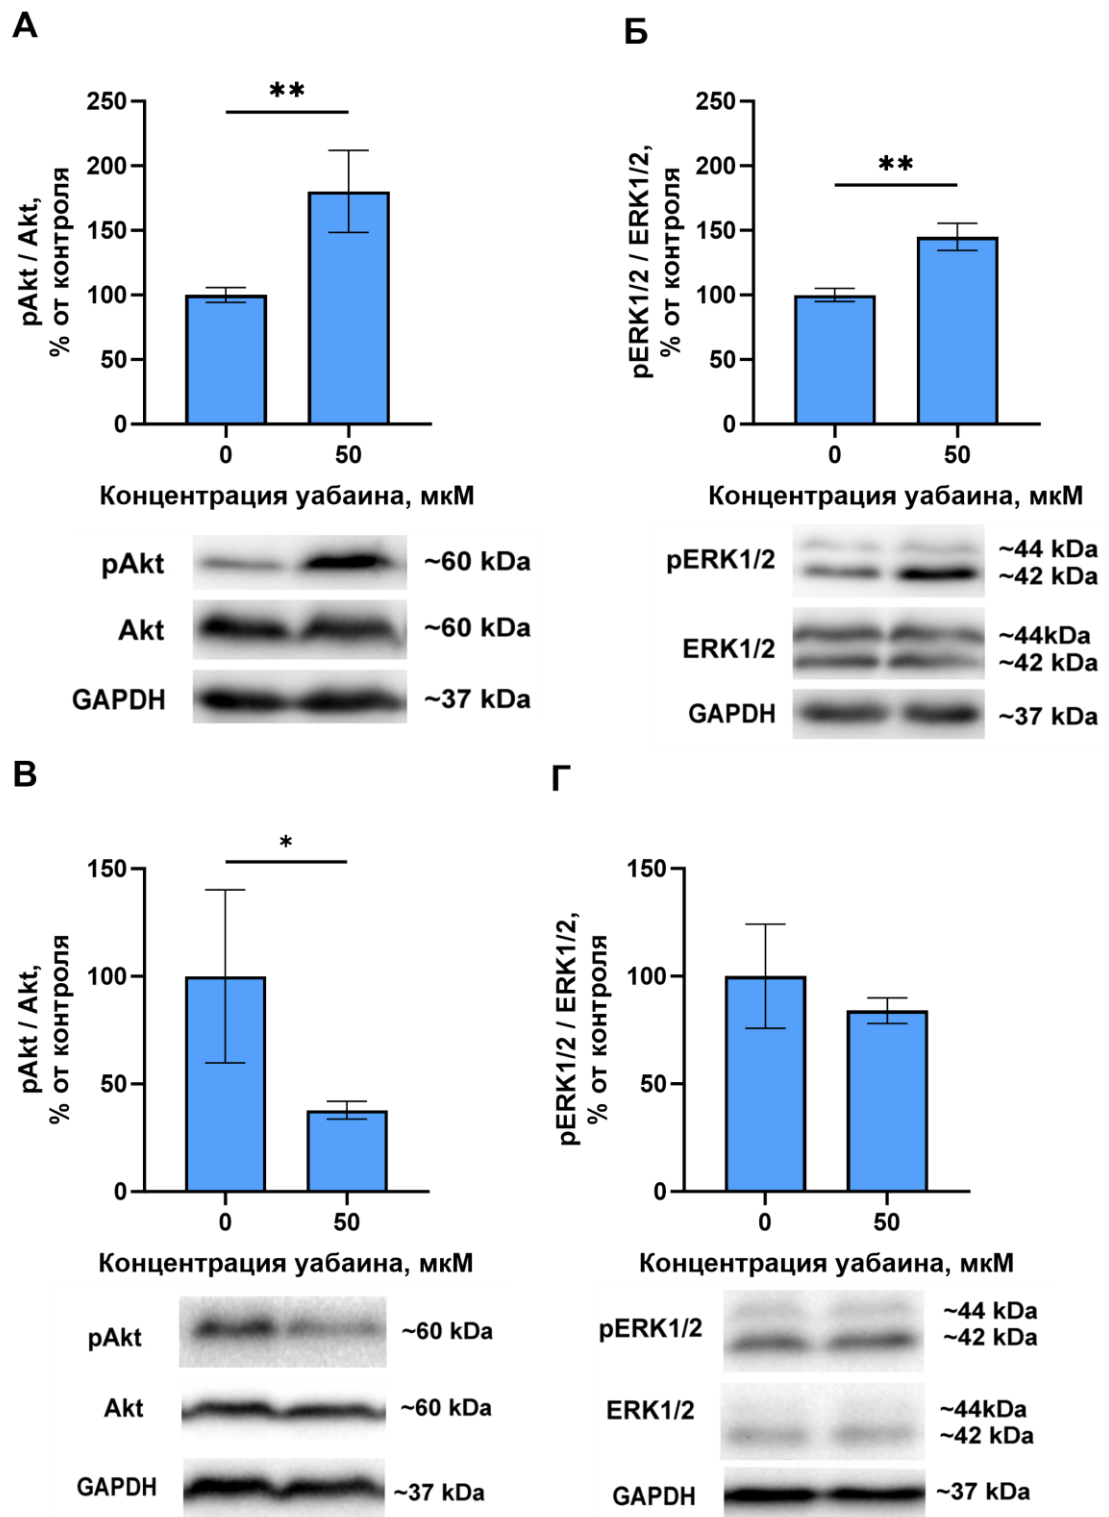 А
**
250
200
150
100
50
0
pAkt / Akt,
% от контроля
0 50
Концентрация уабаина, мкМ
pAkt ~60 kDa
Akt ~60 kDa
GAPDH ~37 kDa
Б
**
250
200
150
100
50
0
pERK1/2 / ERK1/2,
% от контроля
0 50
Концентрация уабаина, мкМ
pERK1/2
~44 kDa
~42 kDa
ERK1/2
~44kDa
~42 kDa
GAPDH ~37 kDa
В
*
150
100
50
0
pAkt / Akt,
% от контроля
0 50
Концентрация уабаина, мкМ
pAkt ~60 kDa
Akt ~60 kDa
GAPDH ~37 kDa
Г
150
100
50
0
pERK1/2 / ERK1/2,
% от контроля
0 50
Концентрация уабаина, мкМ
pERK1/2
~44 kDa
~42 kDa
ERK1/2
~44kDa
~42 kDa
GAPDH ~37 kDa